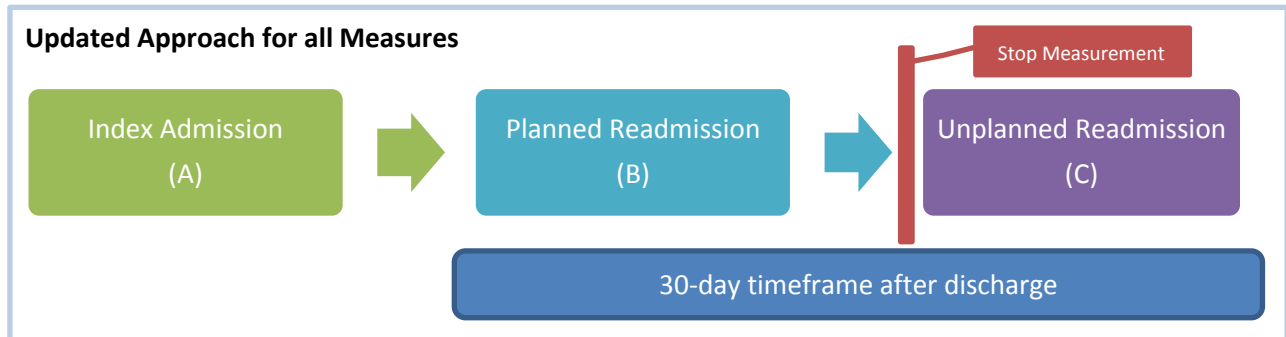 Updated Approach for all Measures
Stop Measurement
Index Admission
(A)
Planned Readmission
(B)
Unplanned Readmission
(C)
30-day timeframe after discharge